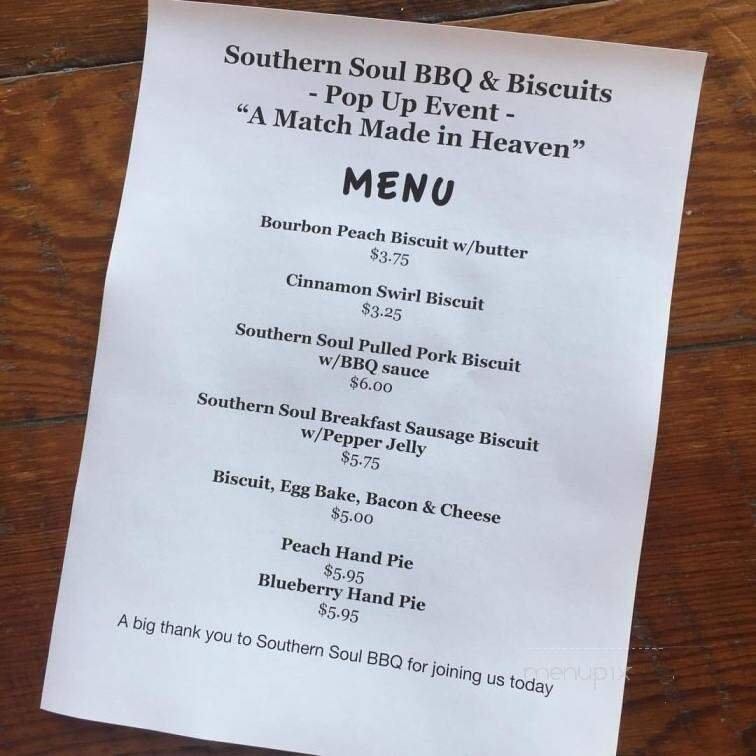 Southern Soul BBQ & Biscuits
- Pop Up Event -
“A Match Made in Heaven”
MENU
Bourbon Peach Biscuit w/butter
$3.75
Cinnamon Swirl Biscuit
$3.25
Southern Soul Pulled Pork Biscuit
w/BBQ sauce
$6.00
Southern Soul Breakfast Sausage Biscuit
w/Pepper Jelly
$5.75
Biscuit, Egg Bake, Bacon & Cheese
$5.00
Peach Hand Pie
$5.95
Blueberry Hand Pie
$5.95
A big thank you to Southern Soul BBQ for joining us today
menupix